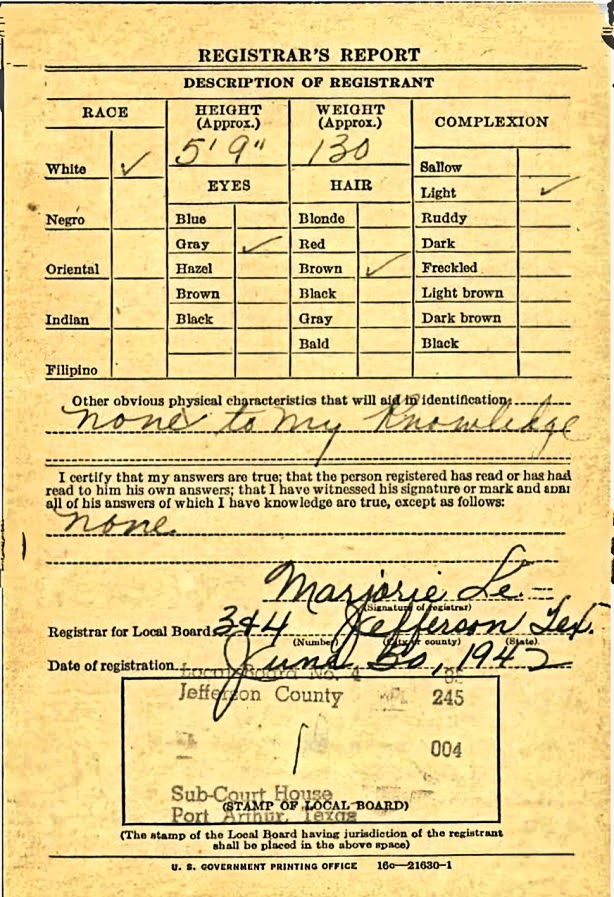 REGISTRAR'S REPORT
DESCRIPTION OF REGISTRANT
RACE
HEIGHT (Approx.)
WEIGHT (Approx.)
COMPLEXION
5' 9"
130
White ✓
EYES
HAIR
Sallow
Light ✓
Negro
Blue
Blonde
Ruddy
Gray ✓
Red
Dark
Oriental
Hazel
Brown ✓
Freckled
Brown
Black
Light brown
Indian
Black
Gray
Dark brown
Bald
Black
Filipino
Other obvious physical characteristics that will aid in identification
none to my Knowledge
I certify that my answers are true; that the person registered has read or has had
read to him his own answers; that I have witnessed his signature or mark and
all of his answers of which I have knowledge are true, except as follows:
none
Marjorie Le
(Signature of registrar)
Registrar for Local Board 3&4 Jefferson Tex.
(Number) (City or county) (State)
Date of registration June 30, 1942
Local Board No. 4
Jefferson County 245
004
Sub-Court House
(STAMP OF LOCAL BOARD)
Port Arthur, Texas
(The stamp of the Local Board having jurisdiction of the registrant
shall be placed in the above space)
U. S. GOVERNMENT PRINTING OFFICE 16c—21630-1